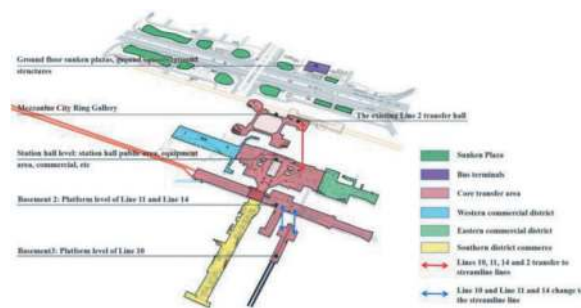 Ground floor sunken plazas, ground square ground
structures
Mezzanine City Ring Gallery
The existing Line 2 transfer hall
Station hall level: station hall public area, equipment
area, commercial, etc
Basement 2: Platform level of Line 11 and Line 14
Basement3: Platform level of Line 10
Sunken Plaza
Bus terminals
Core transfer area
Western commercial district
Eastern commercial district
Southern district commerce
Lines 10, 11, 14 and 2 transfer to
streamline lines
Line 10 and Line 11 and 14 change t
the streamline line